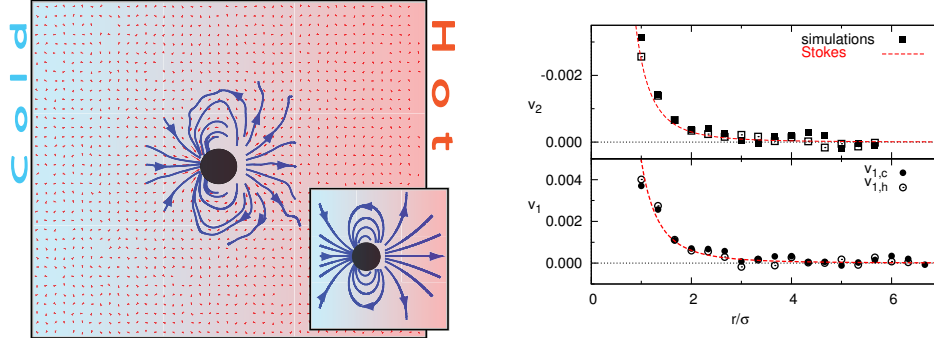 Cold
Hot
simulations
Stokes
-0.002
0.000
v₂
v₁,c
v₁,h
0.004
0.002
0.000
v₁
0 2 4 6
r/σ